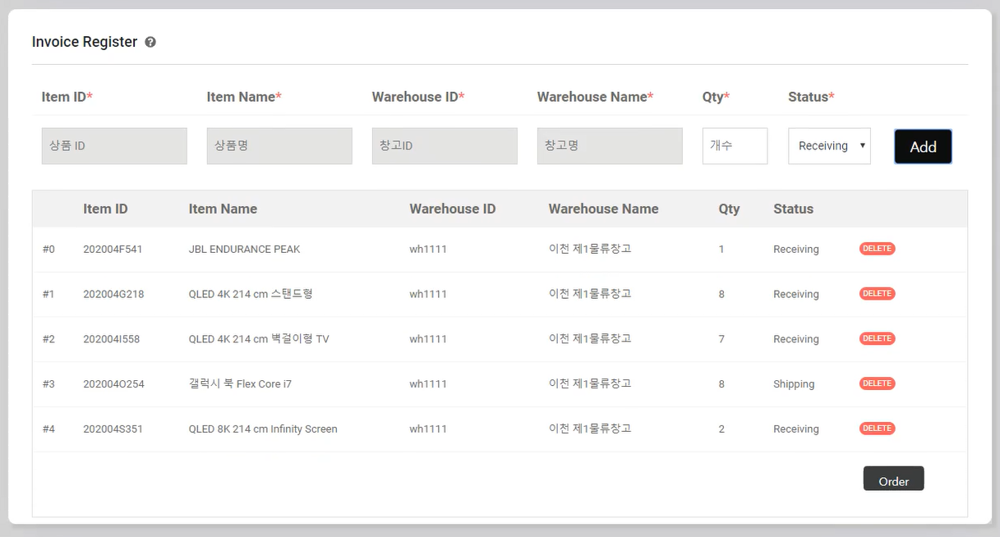 Invoice Register ?
Item ID* Item Name* Warehouse ID* Warehouse Name* Qty* Status*
상품 ID 상품명 창고ID 창고명 개수 Receiving Add
Item ID Item Name Warehouse ID Warehouse Name Qty Status
#0 202004F541 JBL ENDURANCE PEAK wh1111 이천 제1물류창고 1 Receiving DELETE
#1 202004G218 QLED 4K 214 cm 스탠드형 wh1111 이천 제1물류창고 8 Receiving DELETE
#2 202004I558 QLED 4K 214 cm 벽걸이형 TV wh1111 이천 제1물류창고 7 Receiving DELETE
#3 202004O254 갤럭시 북 Flex Core i7 wh1111 이천 제1물류창고 8 Shipping DELETE
#4 202004S351 QLED 8K 214 cm Infinity Screen wh1111 이천 제1물류창고 2 Receiving DELETE
Order